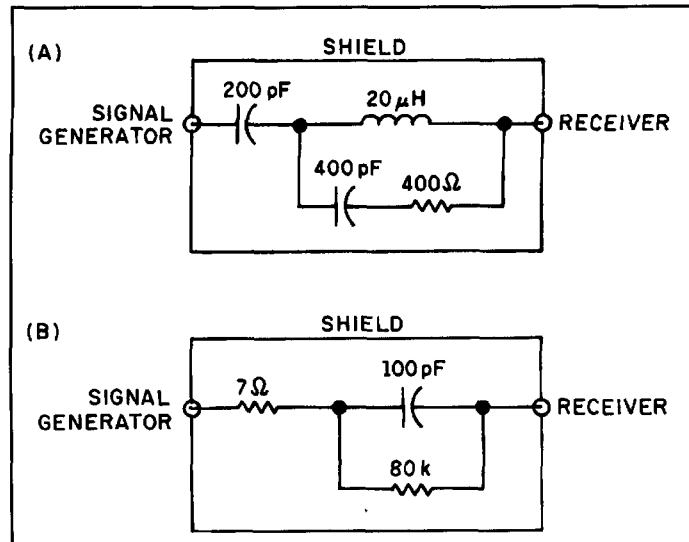 (A)
SHIELD
200 pF
20 µH
SIGNAL
GENERATOR
RECEIVER
400 pF
400Ω
(B)
SHIELD
7Ω
100 pF
SIGNAL
GENERATOR
RECEIVER
80 k